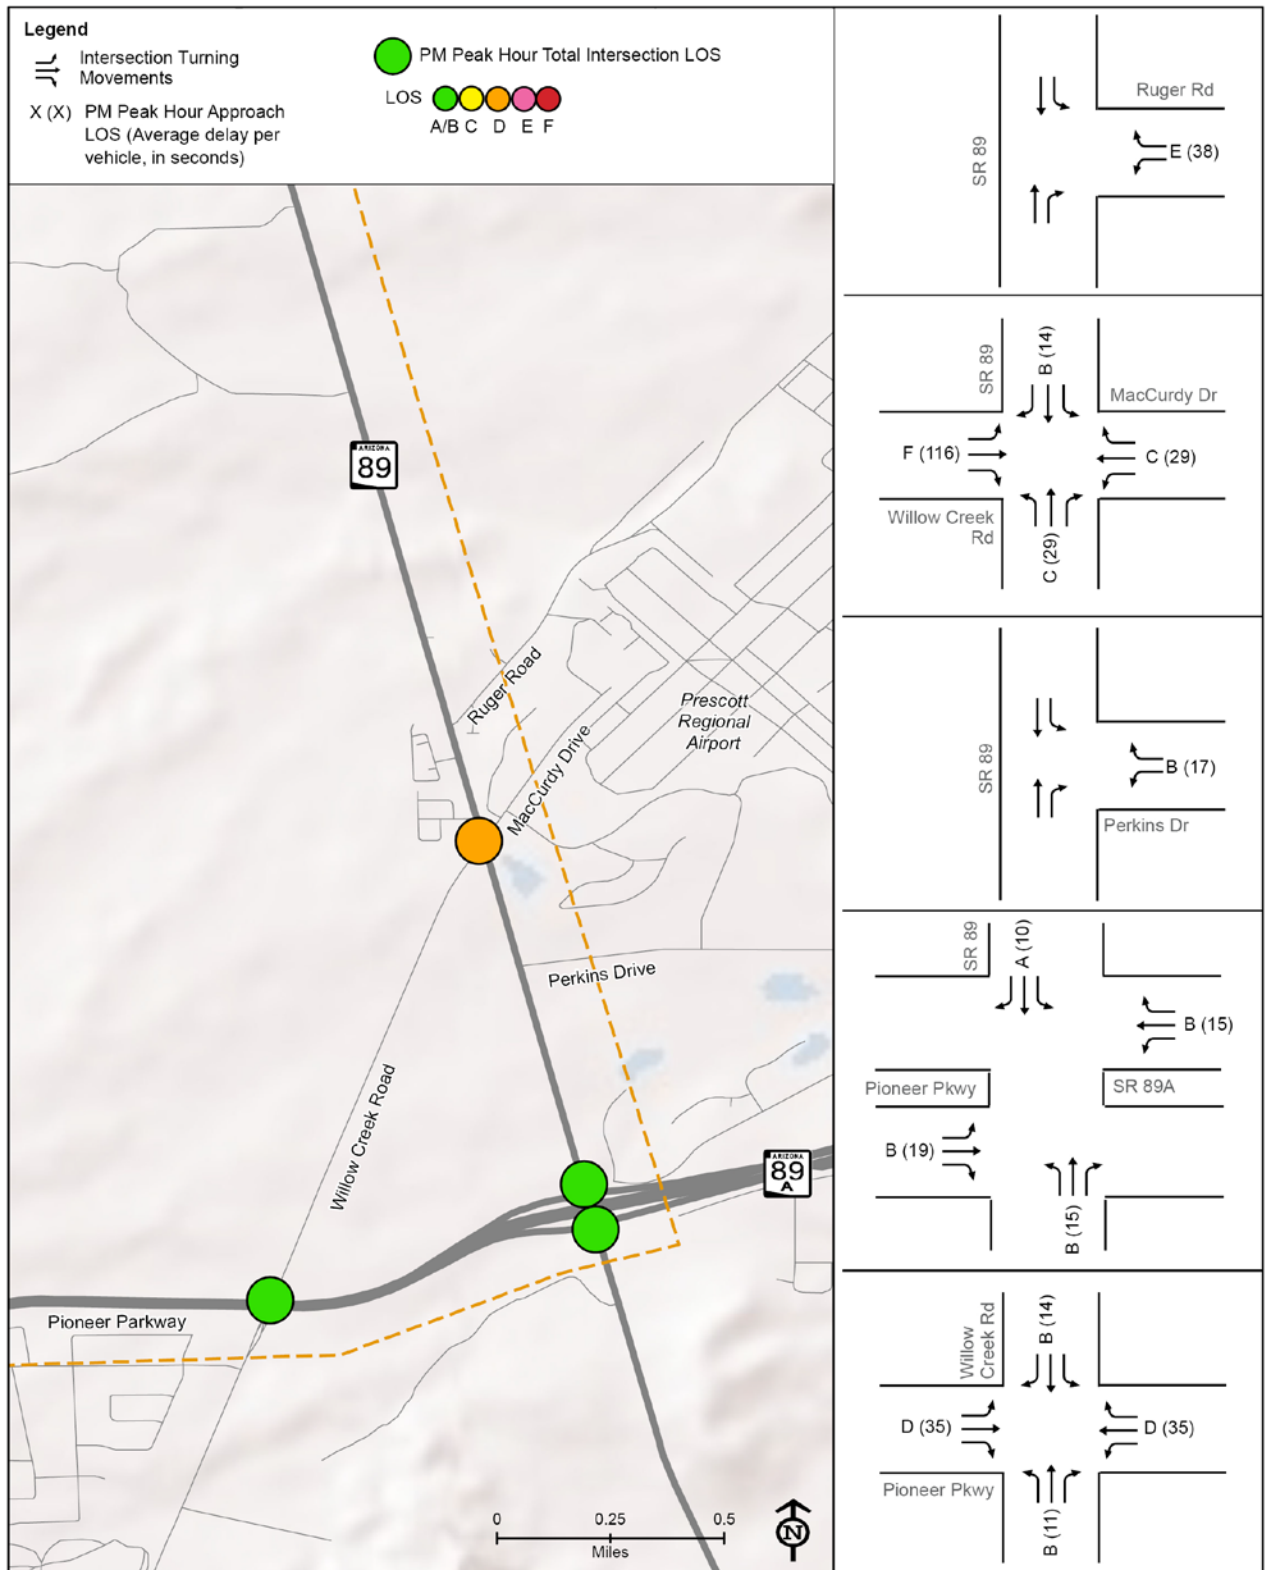 Legend
Intersection Turning
Movements
X (X) PM Peak Hour Approach
LOS (Average delay per
vehicle, in seconds)
PM Peak Hour Total Intersection LOS
LOS
A/B C D E F
ARIZONA
89
Ruger Road
MacCurdy Drive
Prescott
Regional
Airport
Perkins Drive
Willow Creek Road
ARIZONA
89
A
Pioneer Parkway
0 0.25 0.5
Miles
N
SR 89
Ruger Rd
E (38)
SR 89
B (14)
MacCurdy Dr
F (116)
C (29)
Willow Creek
Rd
C (29)
SR 89
B (17)
Perkins Dr
SR 89
A (10)
B (15)
Pioneer Pkwy
SR 89A
B (19)
B (15)
Willow
Creek Rd
B (14)
D (35)
D (35)
Pioneer Pkwy
B (11)